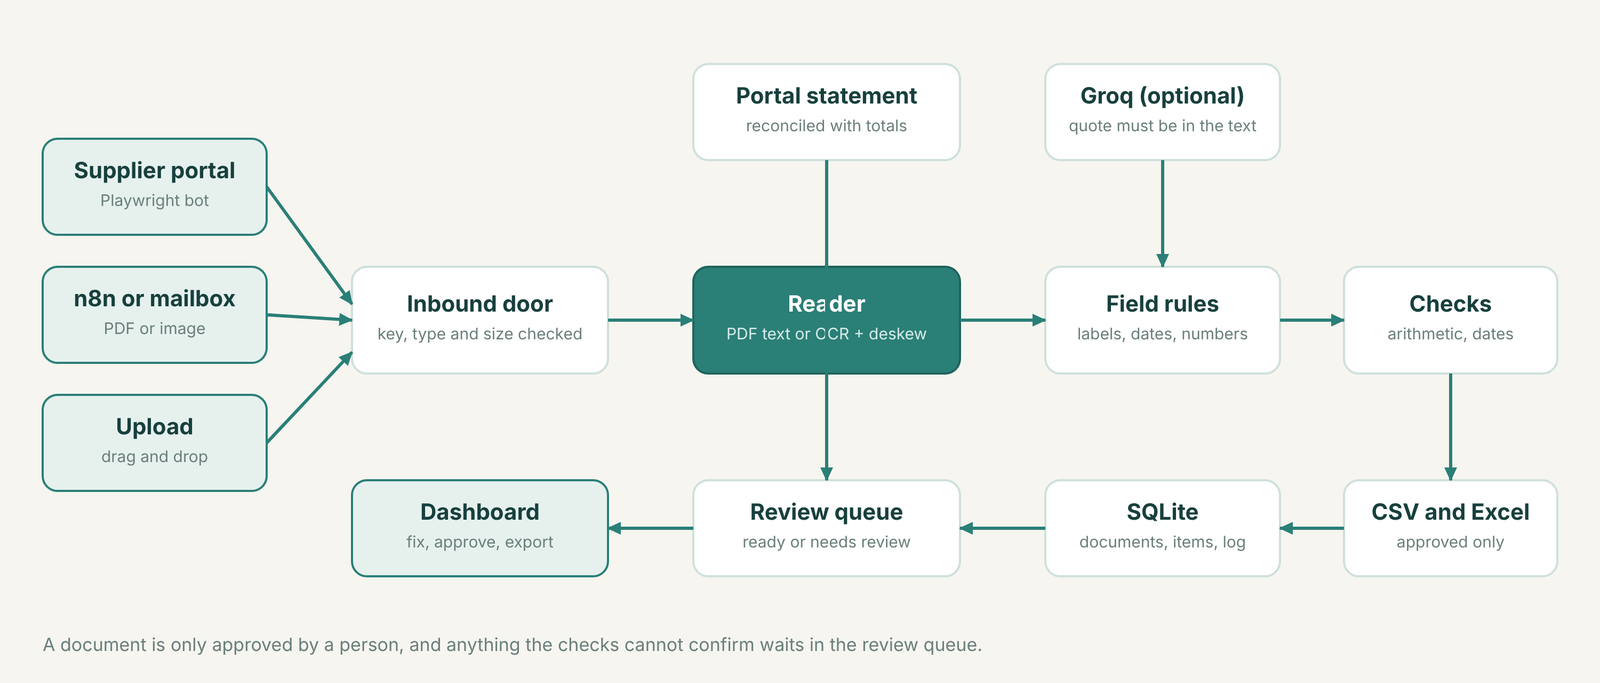 Portal statement
reconciled with totals
Groq (optional)
quote must be in the text
Supplier portal
Playwright bot
n8n or mailbox
PDF or image
Upload
drag and drop
Inbound door
key, type and size checked
Reader
PDF text or OCR + deskew
Field rules
labels, dates, numbers
Checks
arithmetic, dates
Dashboard
fix, approve, export
Review queue
ready or needs review
SQLite
documents, items, log
CSV and Excel
approved only
A document is only approved by a person, and anything the checks cannot confirm waits in the review queue.